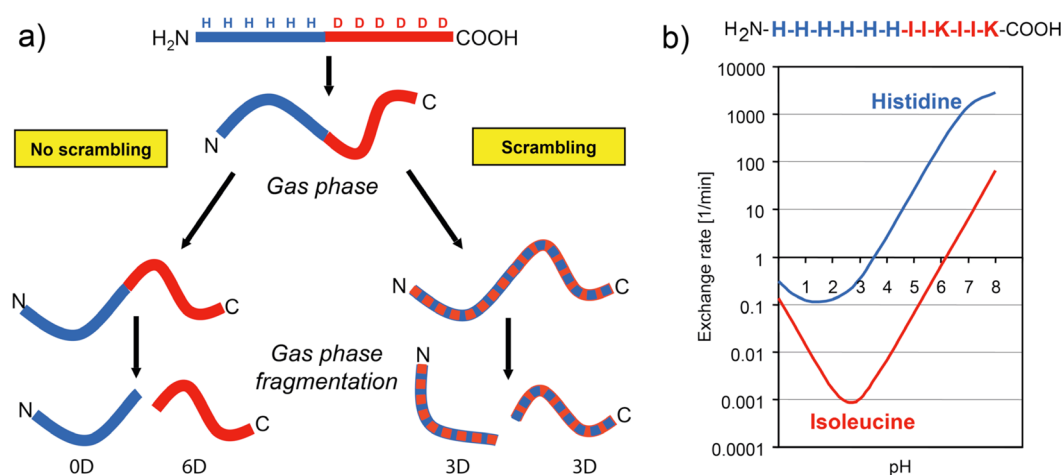 a)
H H H H H H D D D D D D
H₂N COOH
N C
No scrambling
Scrambling
Gas phase
N C
N C
Gas phase
fragmentation
N C
N C
0D 6D
3D 3D
b)
H₂N-H-H-H-H-H-H-I-I-K-I-I-K-COOH
10000
1000
100
10
1
0.1
0.01
0.001
0.0001
Exchange rate [1/min]
Histidine
1 2 3 4 5 6 7 8
Isoleucine
pH